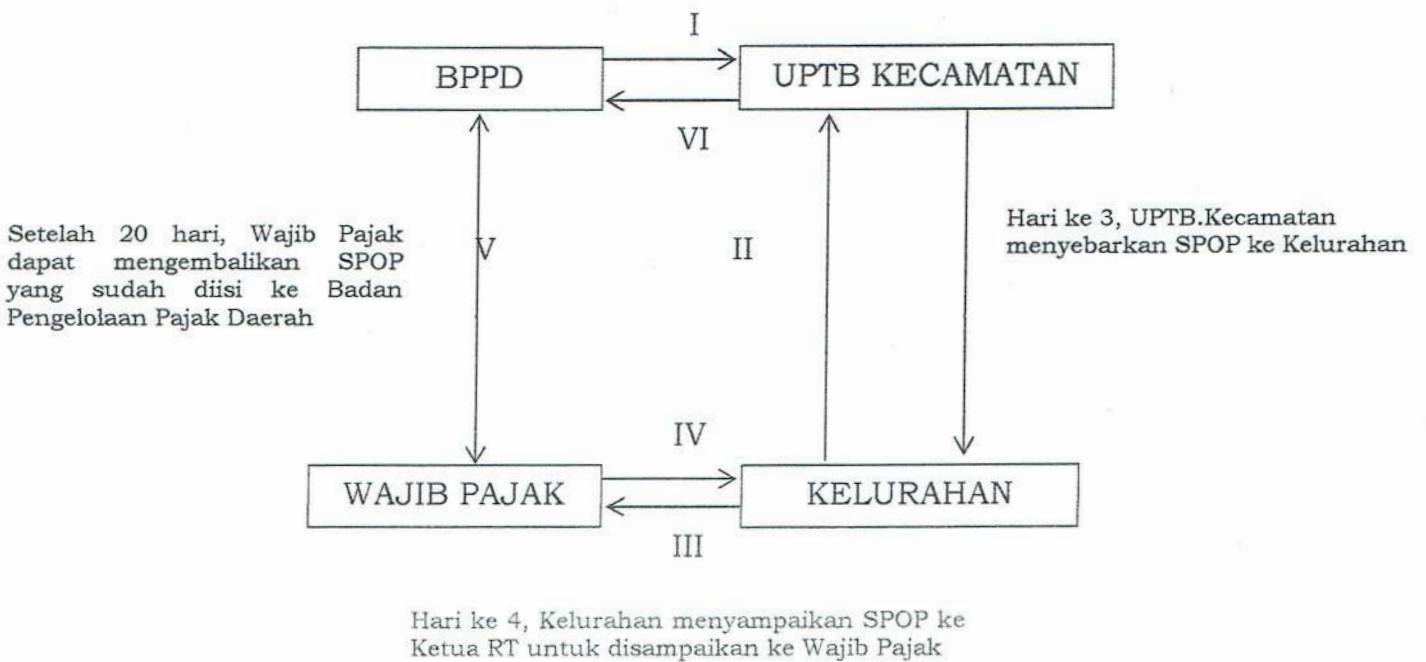 I
BPPD
UPTB KECAMATAN
VI
Hari ke 3, UPTB.Kecamatan
menyebarkan SPOP ke Kelurahan
Setelah 20 hari, Wajib Pajak
dapat mengembalikan SPOP
yang sudah diisi ke Badan
Pengelolaan Pajak Daerah
V
II
IV
WAJIB PAJAK
KELURAHAN
III
Hari ke 4, Kelurahan menyampaikan SPOP ke
Ketua RT untuk disampaikan ke Wajib Pajak